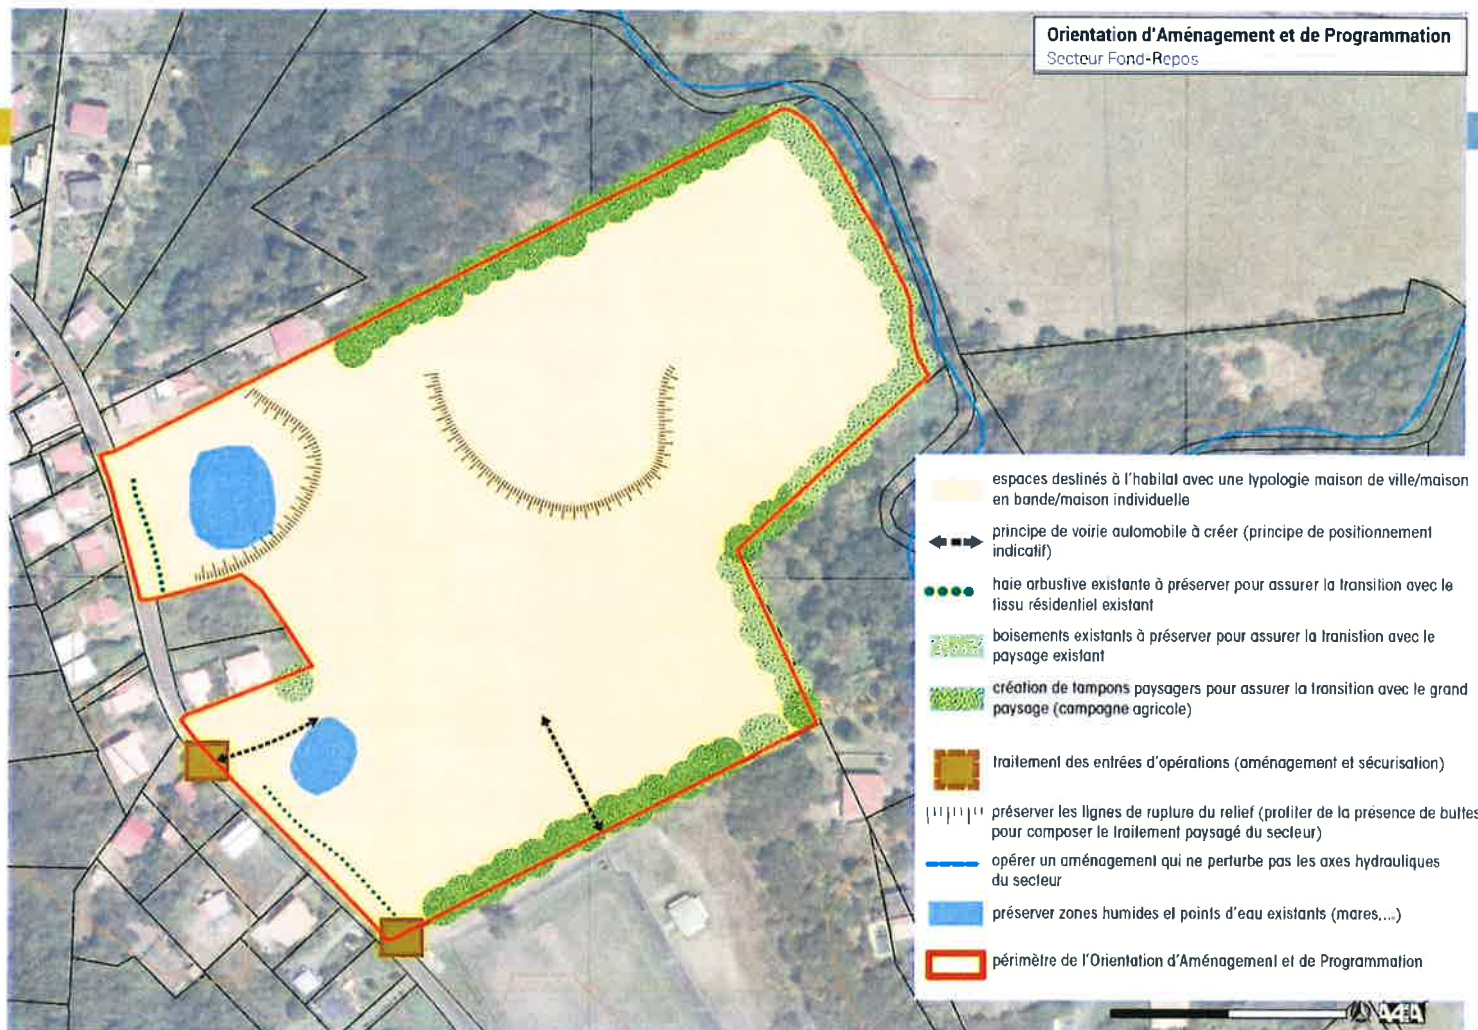 Orientation d'Aménagement et de Programmation
Secteur Fond-Repos
espaces destinés à l'habitat avec une typologie maison de ville/maison
en bande/maison individuelle
principe de voirie automobile à créer (principe de positionnement
indicatif)
haie arbustive existante à préserver pour assurer la transition avec le
tissu résidentiel existant
boisements existants à préserver pour assurer la tranistion avec le
paysage existant
création de tampons paysagers pour assurer la transition avec le grand
paysage (campagne agricole)
traitement des entrées d'opérations (aménagement et sécurisation)
préserver les lignes de rupture du relief (profiter de la présence de buttes
pour composer le traitement paysagé du secteur)
opérer un aménagement qui ne perturbe pas les axes hydrauliques
du secteur
préserver zones humides et points d'eau existants (mares,...)
périmètre de l'Orientation d'Aménagement et de Programmation